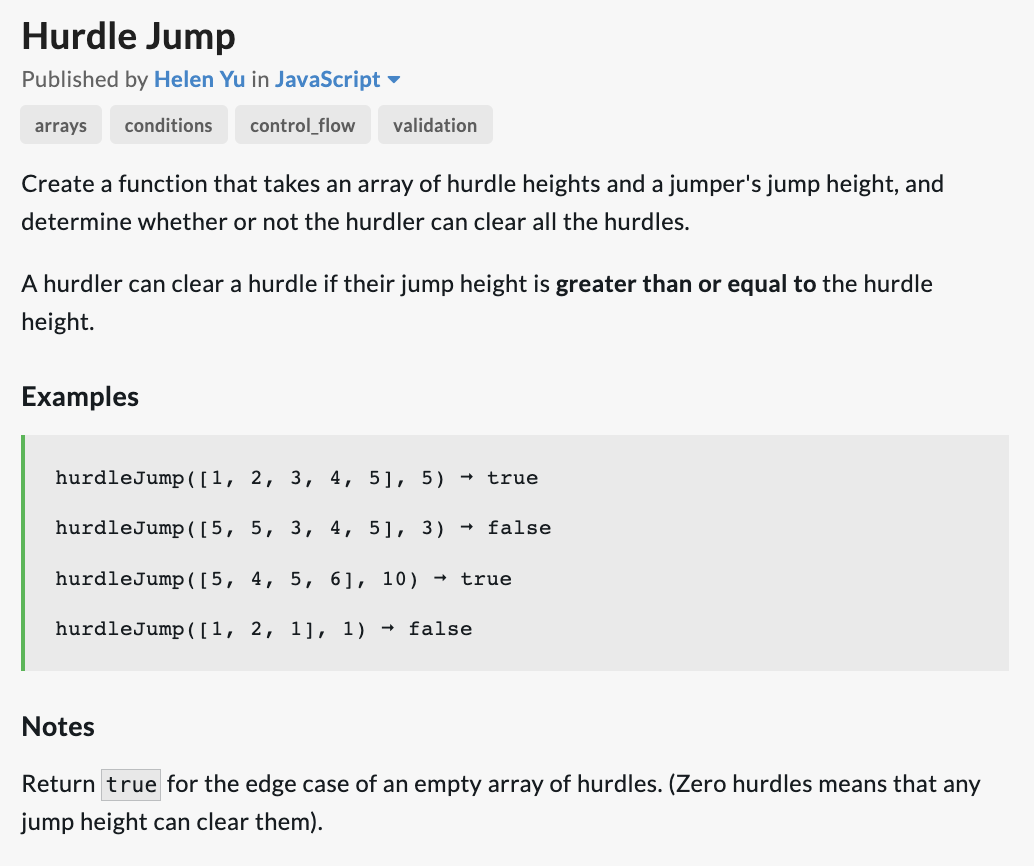 Hurdle Jump
Published by Helen Yu in JavaScript
arrays conditions control_flow validation
Create a function that takes an array of hurdle heights and a jumper's jump height, and
determine whether or not the hurdler can clear all the hurdles.
A hurdler can clear a hurdle if their jump height is greater than or equal to the hurdle
height.
Examples
hurdleJump([1, 2, 3, 4, 5], 5) ➞ true
hurdleJump([5, 5, 3, 4, 5], 3) ➞ false
hurdleJump([5, 4, 5, 6], 10) ➞ true
hurdleJump([1, 2, 1], 1) ➞ false
Notes
Return true for the edge case of an empty array of hurdles. (Zero hurdles means that any
jump height can clear them).